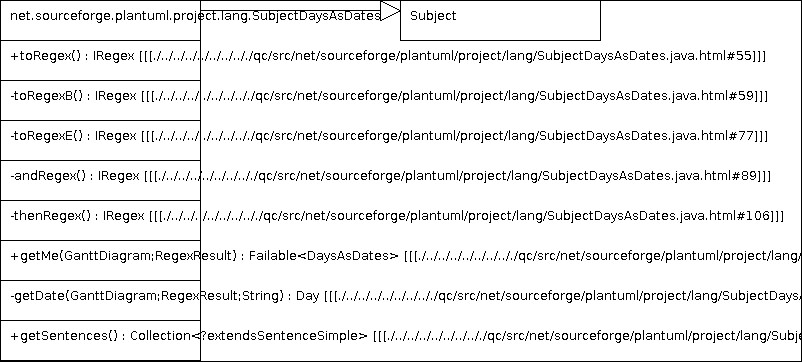 net.sourceforge.plantuml.project.lang.SubjectDaysAsDates
Subject
+toRegex() : IRegex [[[./../../../../../../../../qc/src/net/sourceforge/plantuml/project/lang/SubjectDaysAsDates.java.html#55]]]
-toRegexB() : IRegex [[[./../../../../../../../../qc/src/net/sourceforge/plantuml/project/lang/SubjectDaysAsDates.java.html#59]]]
-toRegexE() : IRegex [[[./../../../../../../../../qc/src/net/sourceforge/plantuml/project/lang/SubjectDaysAsDates.java.html#77]]]
-andRegex() : IRegex [[[./../../../../../../../../qc/src/net/sourceforge/plantuml/project/lang/SubjectDaysAsDates.java.html#89]]]
-thenRegex() : IRegex [[[./../../../../../../../../qc/src/net/sourceforge/plantuml/project/lang/SubjectDaysAsDates.java.html#106]]]
+getMe(GanttDiagram;RegexResult) : Failable<DaysAsDates> [[[./../../../../../../../../qc/src/net/sourceforge/plantuml/project/lang/
-getDate(GanttDiagram;RegexResult;String) : Day [[[./../../../../../../../../qc/src/net/sourceforge/plantuml/project/lang/SubjectDaysA
+getSentences() : Collection<?extendsSentenceSimple> [[[./../../../../../../../../qc/src/net/sourceforge/plantuml/project/lang/Subje